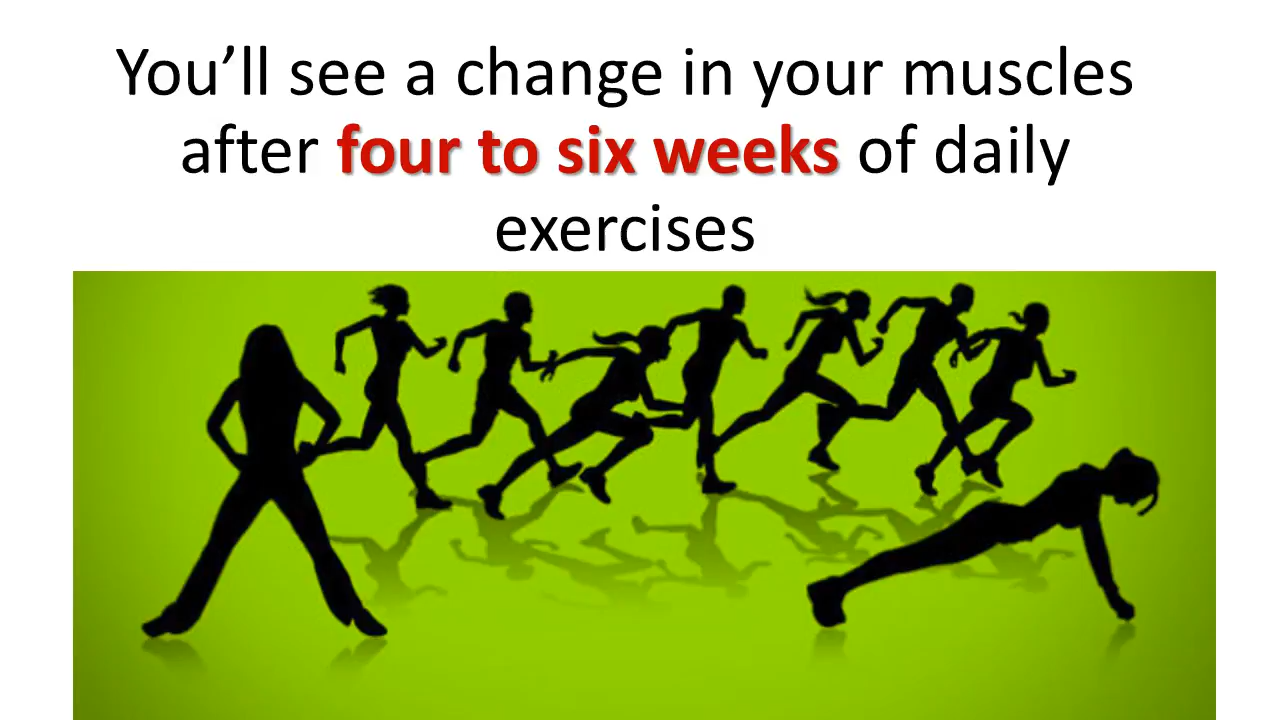 You’ll see a change in your muscles
after four to six weeks of daily
exercises